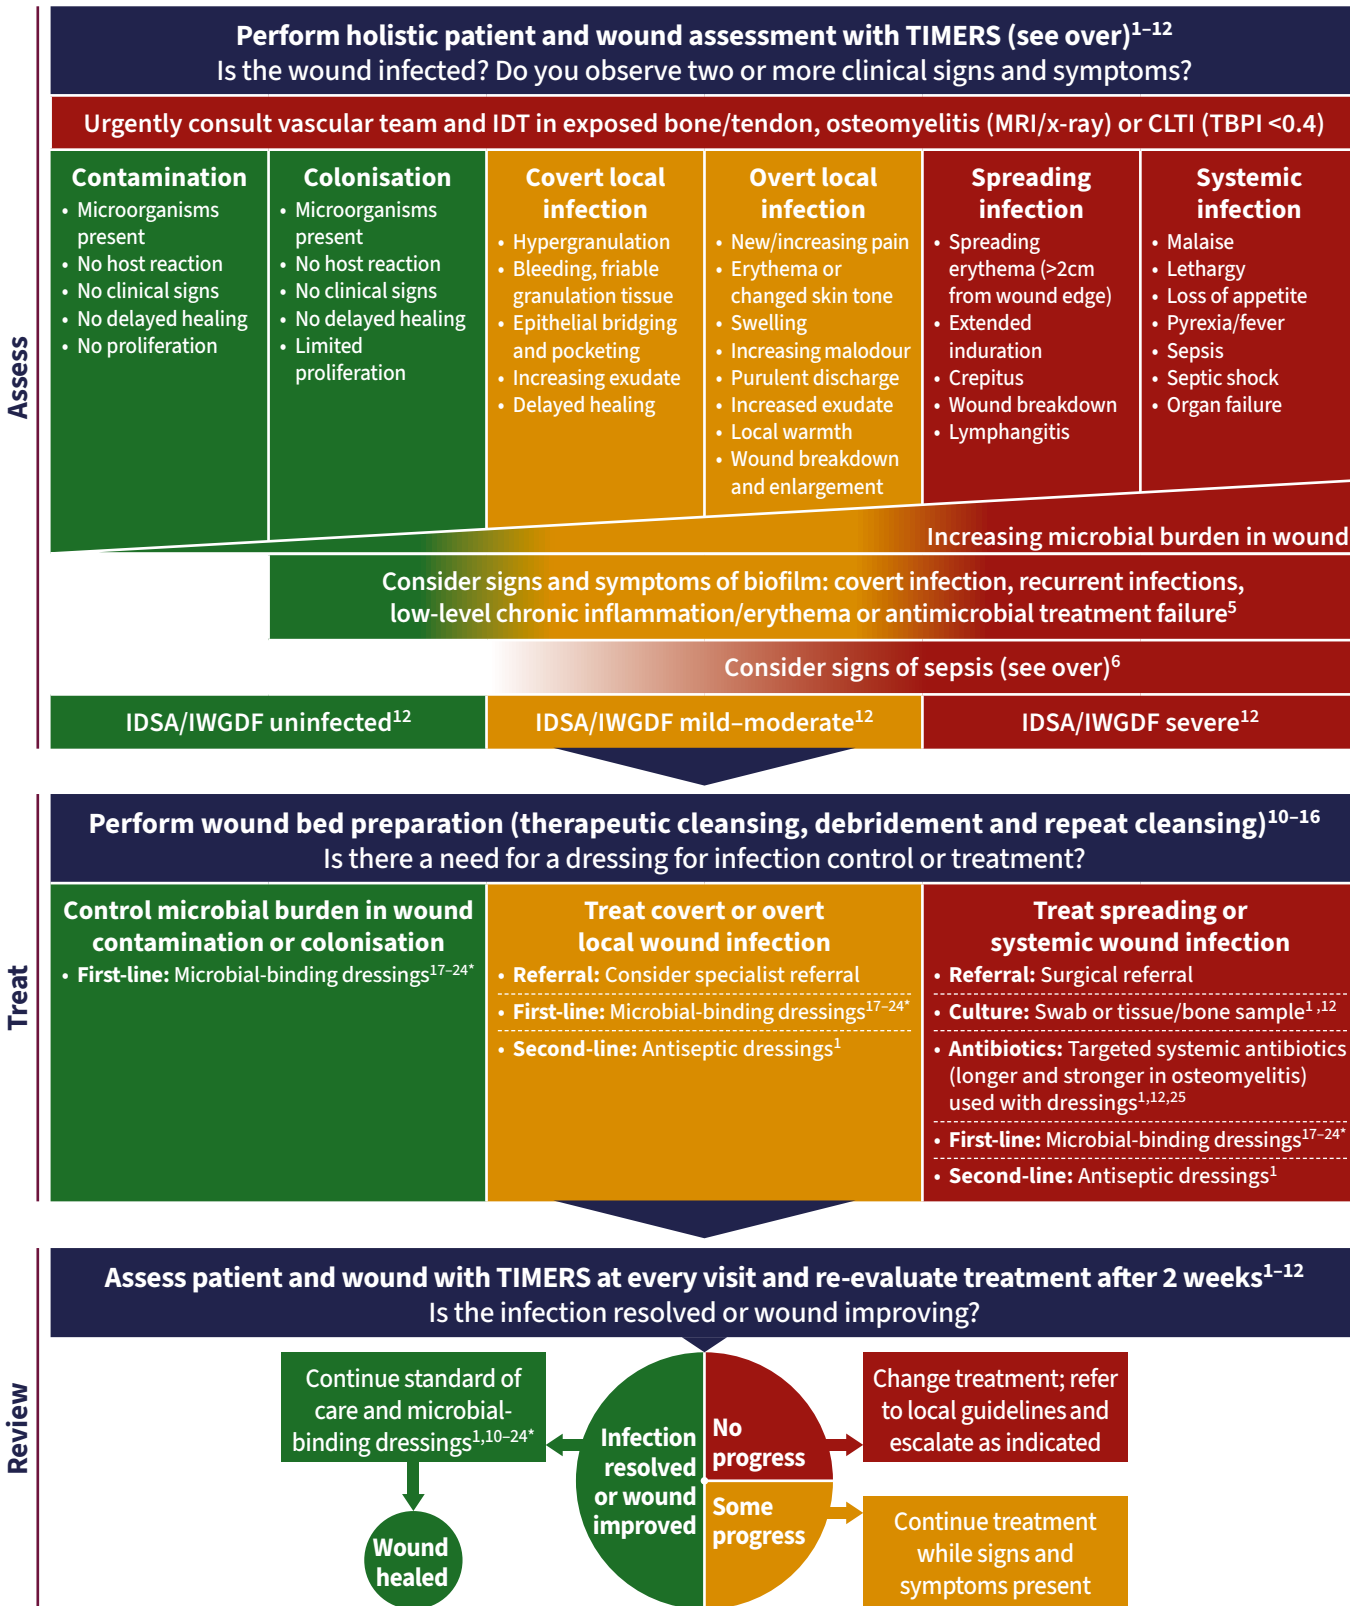 Perform holistic patient and wound assessment with TIMERS (see over)1–12
Is the wound infected? Do you observe two or more clinical signs and symptoms?
Urgently consult vascular team and IDT in exposed bone/tendon, osteomyelitis (MRI/x-ray) or CLTI (TBPI <0.4)
Assess
Contamination
• Microorganisms
present
• No host reaction
• No clinical signs
• No delayed healing
• No proliferation
Colonisation
• Microorganisms
present
• No host reaction
• No clinical signs
• No delayed healing
• Limited
proliferation
Covert local
infection
• Hypergranulation
• Bleeding, friable
granulation tissue
• Epithelial bridging
and pocketing
• Increasing exudate
• Delayed healing
Overt local
infection
• New/increasing pain
• Erythema or
changed skin tone
• Swelling
• Increasing malodour
• Purulent discharge
• Increased exudate
• Local warmth
• Wound breakdown
and enlargement
Spreading
infection
• Spreading
erythema (>2cm
from wound edge)
• Extended
induration
• Crepitus
• Wound breakdown
• Lymphangitis
Systemic
infection
• Malaise
• Lethargy
• Loss of appetite
• Pyrexia/fever
• Sepsis
• Septic shock
• Organ failure
Increasing microbial burden in wound
Consider signs and symptoms of biofilm: covert infection, recurrent infections,
low-level chronic inflammation/erythema or antimicrobial treatment failure5
Consider signs of sepsis (see over)6
IDSA/IWGDF uninfected12
IDSA/IWGDF mild–moderate12
IDSA/IWGDF severe12
Treat
Perform wound bed preparation (therapeutic cleansing, debridement and repeat cleansing)10–16
Is there a need for a dressing for infection control or treatment?
Control microbial burden in wound
contamination or colonisation
• First-line: Microbial-binding dressings17–24*
Treat covert or overt
local wound infection
• Referral: Consider specialist referral
• First-line: Microbial-binding dressings17–24*
• Second-line: Antiseptic dressings1
Treat spreading or
systemic wound infection
• Referral: Surgical referral
• Culture: Swab or tissue/bone sample1,12
• Antibiotics: Targeted systemic antibiotics
(longer and stronger in osteomyelitis)
used with dressings1,12,25
• First-line: Microbial-binding dressings17–24*
• Second-line: Antiseptic dressings1
Review
Assess patient and wound with TIMERS at every visit and re-evaluate treatment after 2 weeks1–12
Is the infection resolved or wound improving?
Continue standard of
care and microbial-
binding dressings1,10–24*
Wound
healed
Infection
resolved
or wound
improved
No
progress
Some
progress
Change treatment; refer
to local guidelines and
escalate as indicated
Continue treatment
while signs and
symptoms present